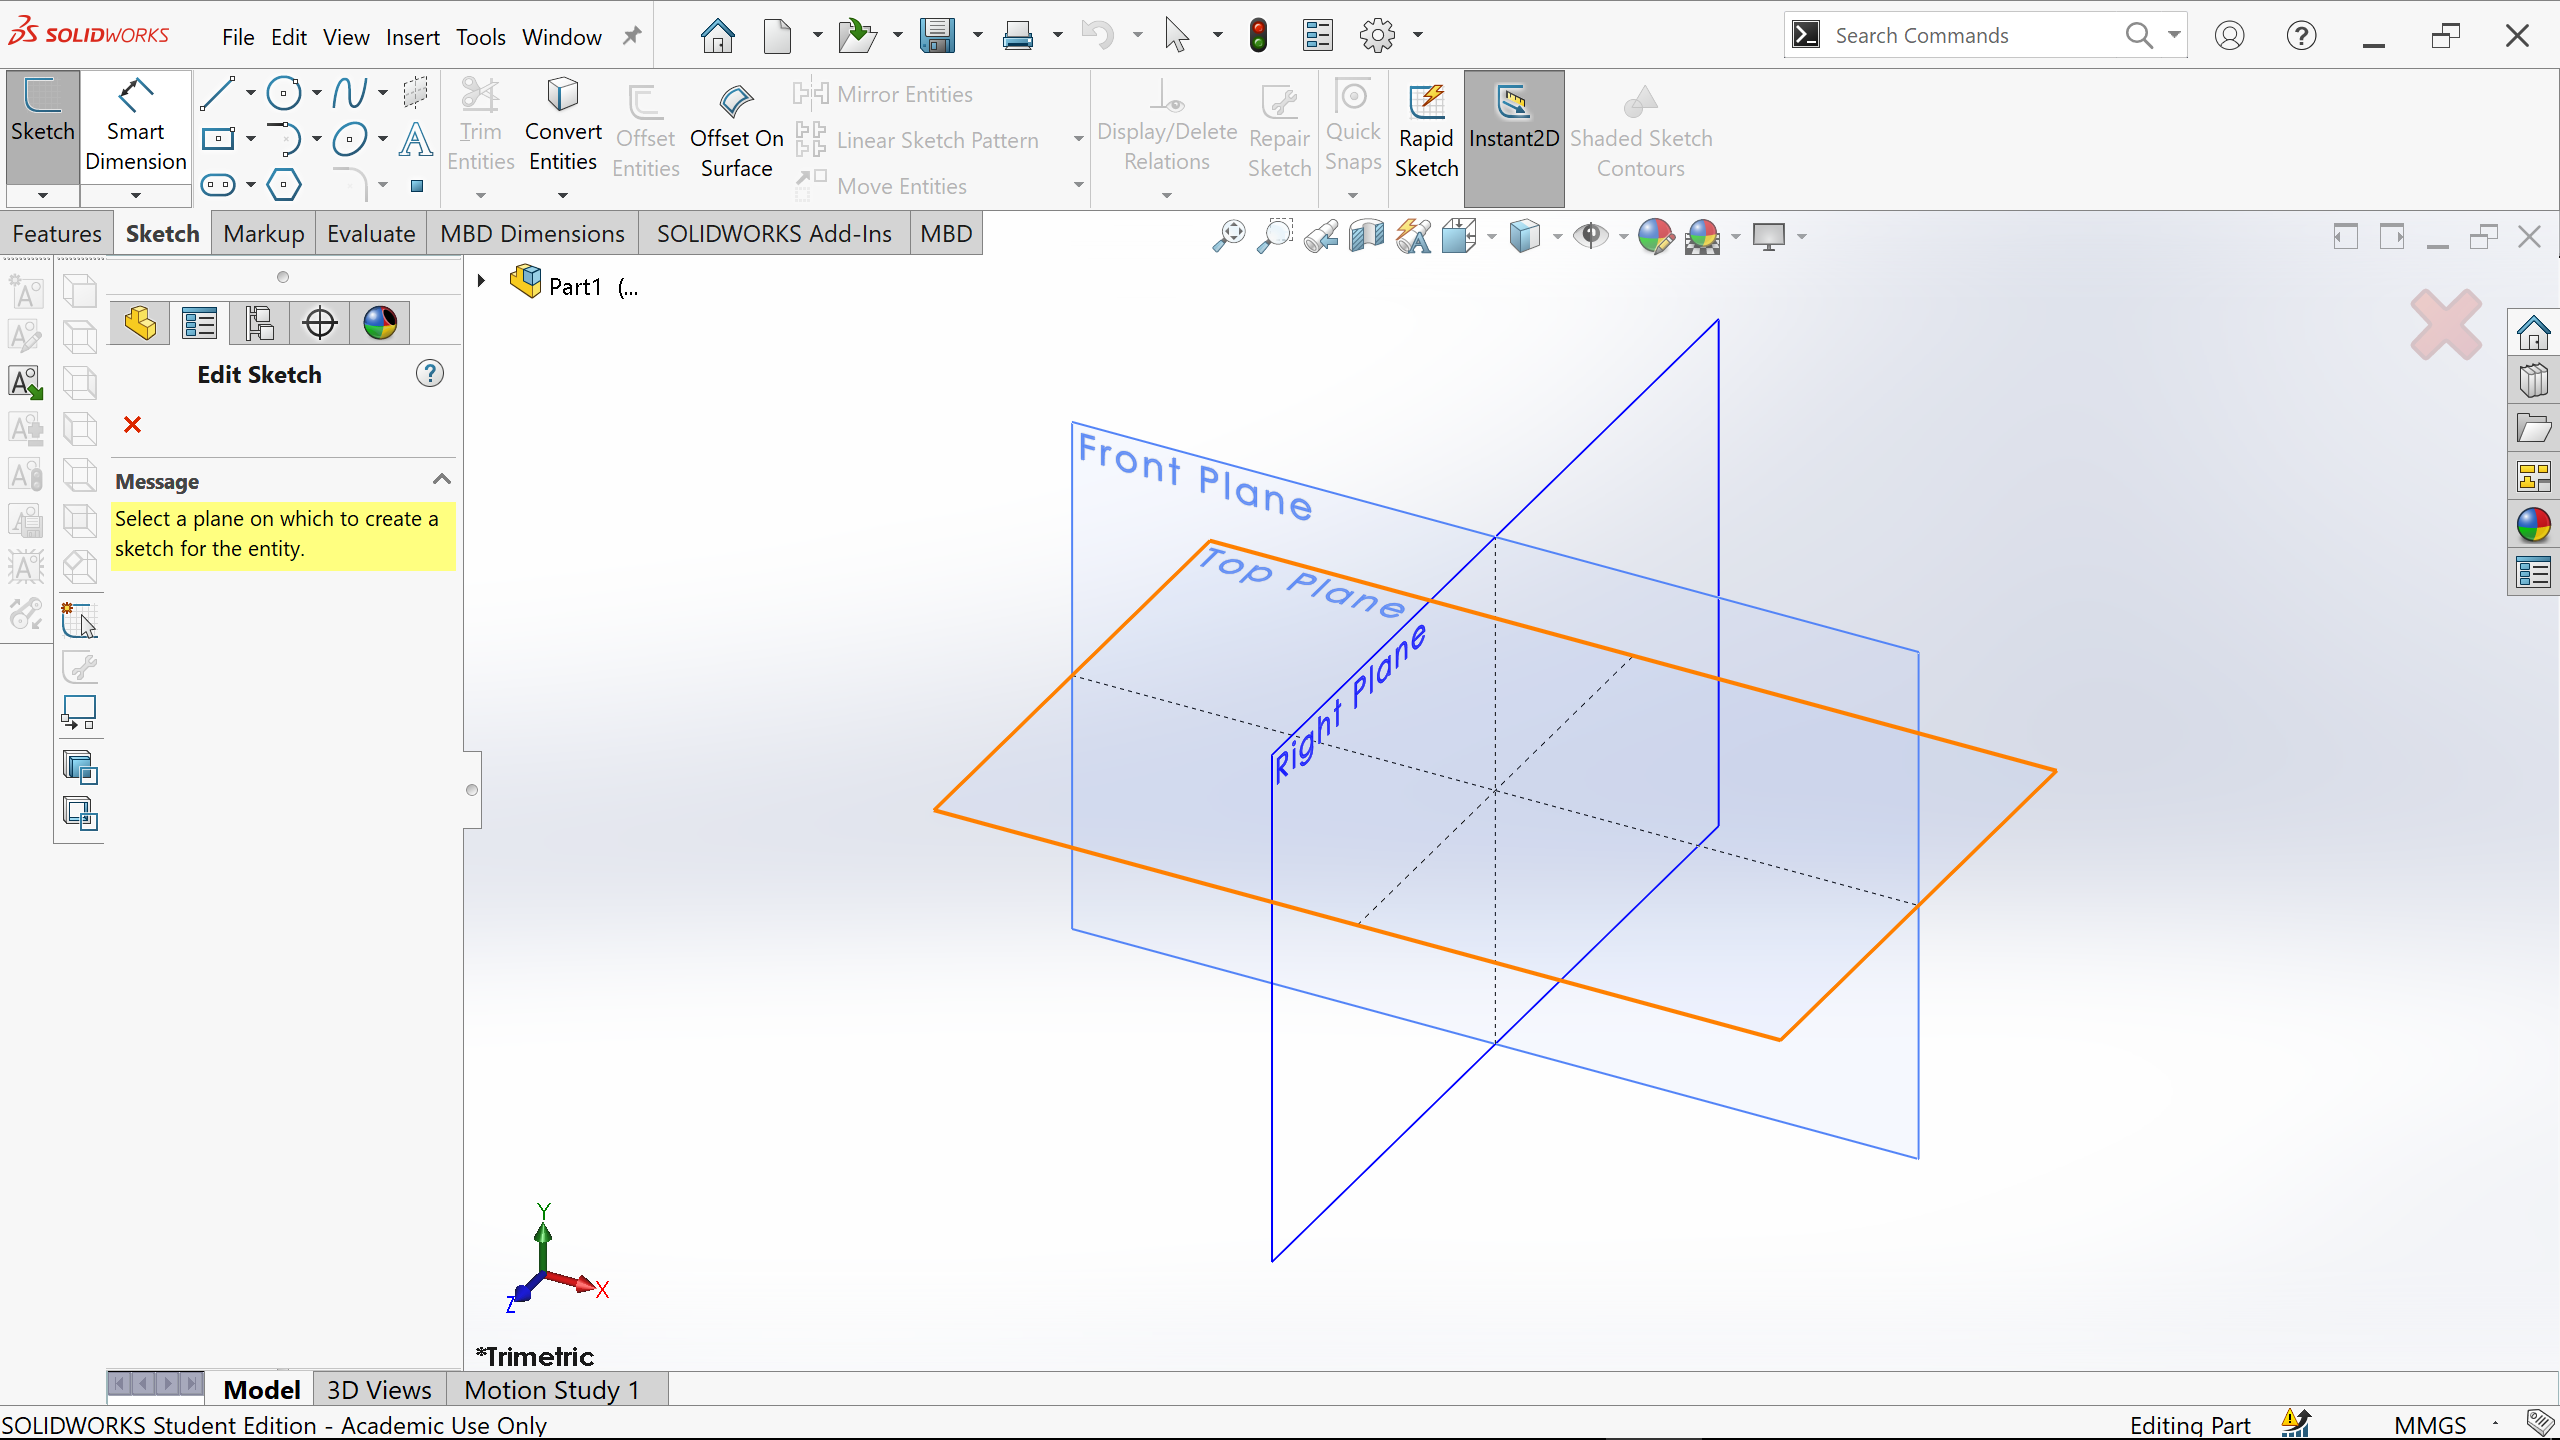 SOLIDWORKS
File Edit View Insert Tools Window
Search Commands
Sketch
Smart Dimension
Trim Entities
Convert Entities
Offset Entities
Offset On Surface
Mirror Entities
Linear Sketch Pattern
Move Entities
Display/Delete Relations
Repair Sketch
Quick Snaps
Rapid Sketch
Instant2D
Shaded Sketch Contours
Features Sketch Markup Evaluate MBD Dimensions SOLIDWORKS Add-Ins MBD
Part1 (...
Edit Sketch
Message
Select a plane on which to create a
sketch for the entity.
Front Plane
Top Plane
Right Plane
Y
X
Z
*Trimetric
Model 3D Views Motion Study 1
SOLIDWORKS Student Edition - Academic Use Only
Editing Part
MMGS